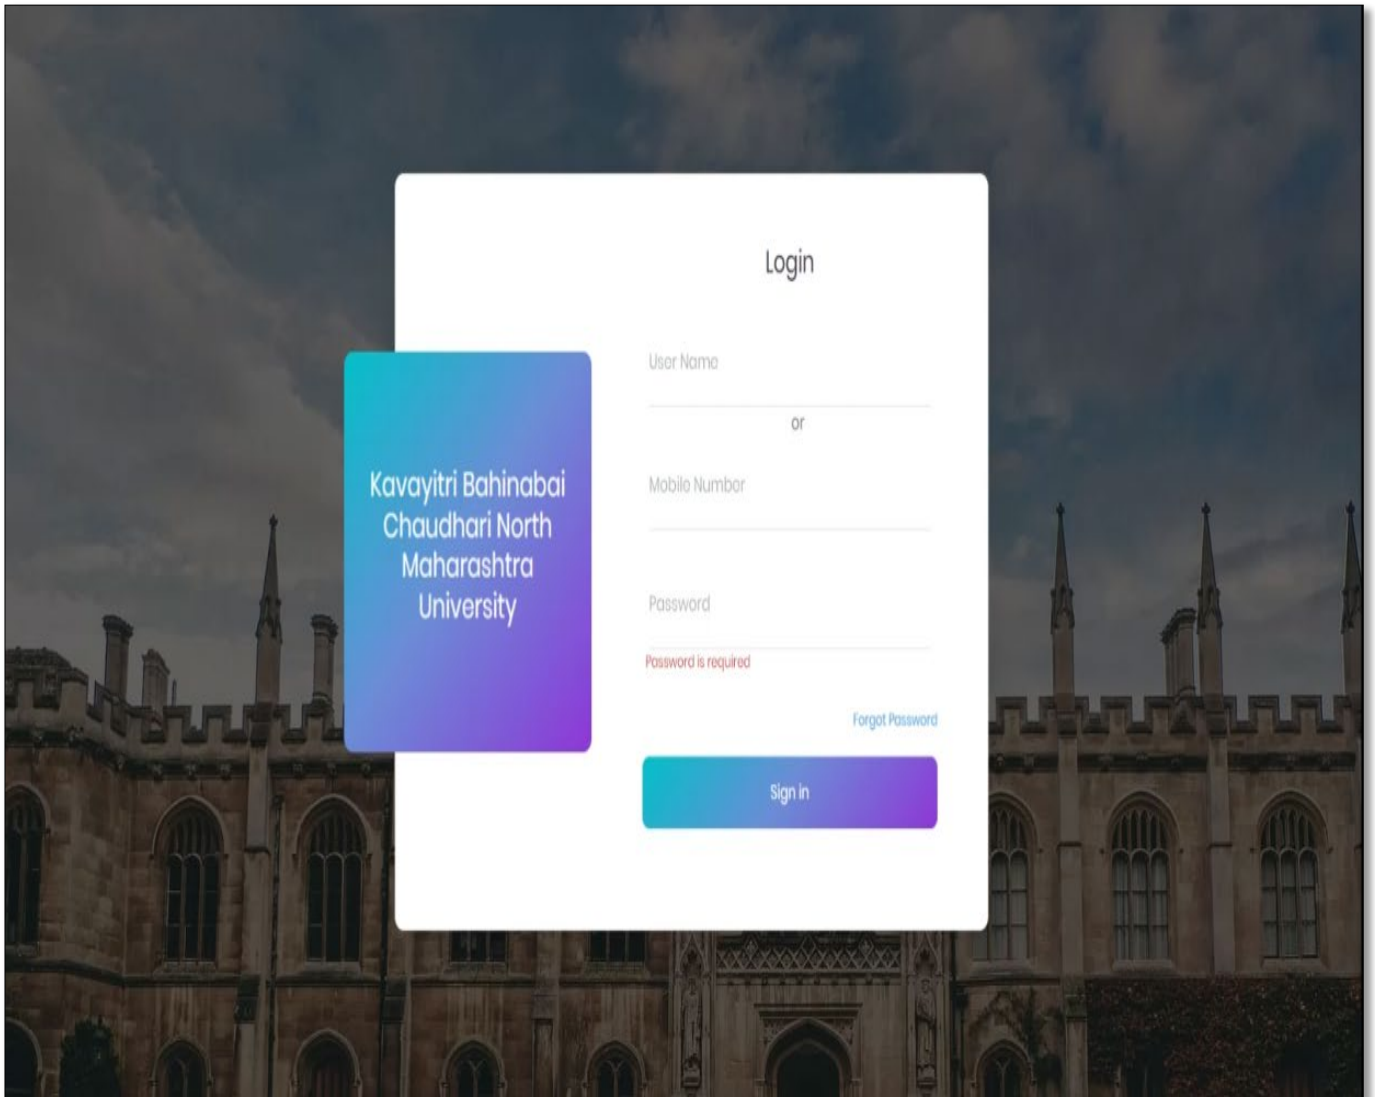 Login
User Name
or
Kavayitri Bahinabai
Chaudhari North
Maharashtra
University
Mobile Number
Password
Password is required
Forgot Password
Sign in